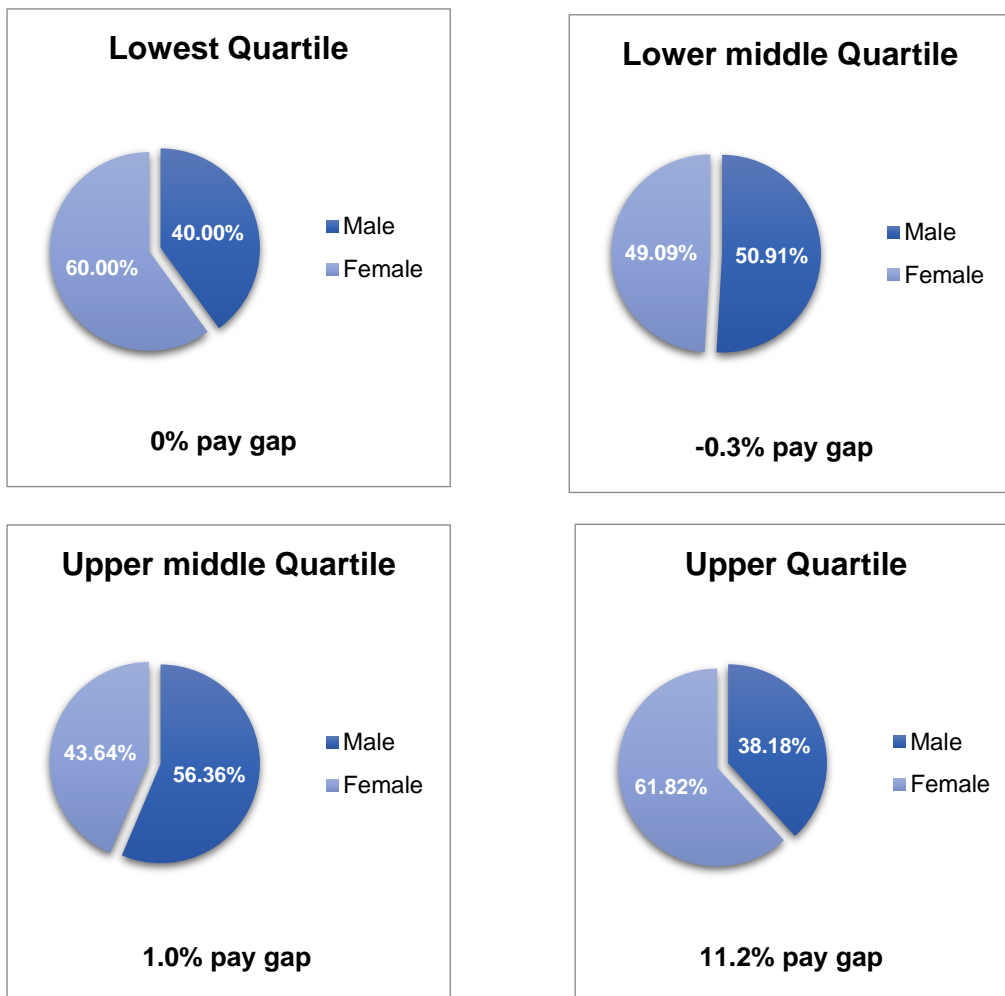 Lowest Quartile
40.00%
60.00%
Male
Female
0% pay gap
Lower middle Quartile
49.09%
50.91%
Male
Female
-0.3% pay gap
Upper middle Quartile
43.64%
56.36%
Male
Female
1.0% pay gap
Upper Quartile
38.18%
61.82%
Male
Female
11.2% pay gap